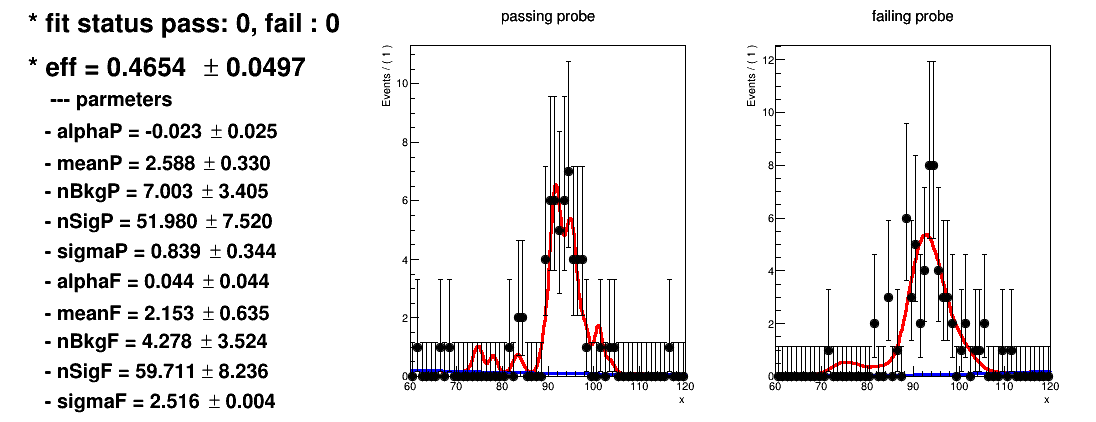 * fit status pass: 0, fail : 0
* eff = 0.4654 ± 0.0497
--- parmeters
- alphaP = -0.023 ± 0.025
- meanP = 2.588 ± 0.330
- nBkgP = 7.003 ± 3.405
- nSigP = 51.980 ± 7.520
- sigmaP = 0.839 ± 0.344
- alphaF = 0.044 ± 0.044
- meanF = 2.153 ± 0.635
- nBkgF = 4.278 ± 3.524
- nSigF = 59.711 ± 8.236
- sigmaF = 2.516 ± 0.004
passing probe
Events / ( 1 )
10
8
6
4
2
0
60 70 80 90 100 110 120
x
failing probe
Events / ( 1 )
12
10
8
6
4
2
0
60 70 80 90 100 110 120
x